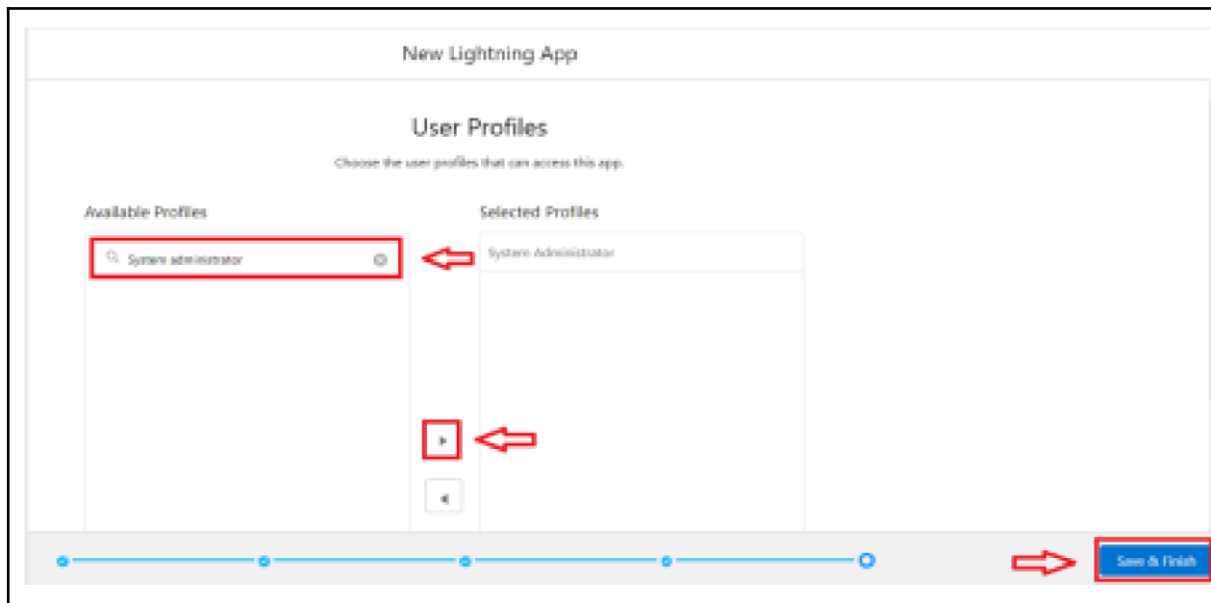 New Lightning App
User Profiles
Choose the user profiles that can access this app.
Available Profiles
Selected Profiles
System administrator
System Administrator
Save & Finish